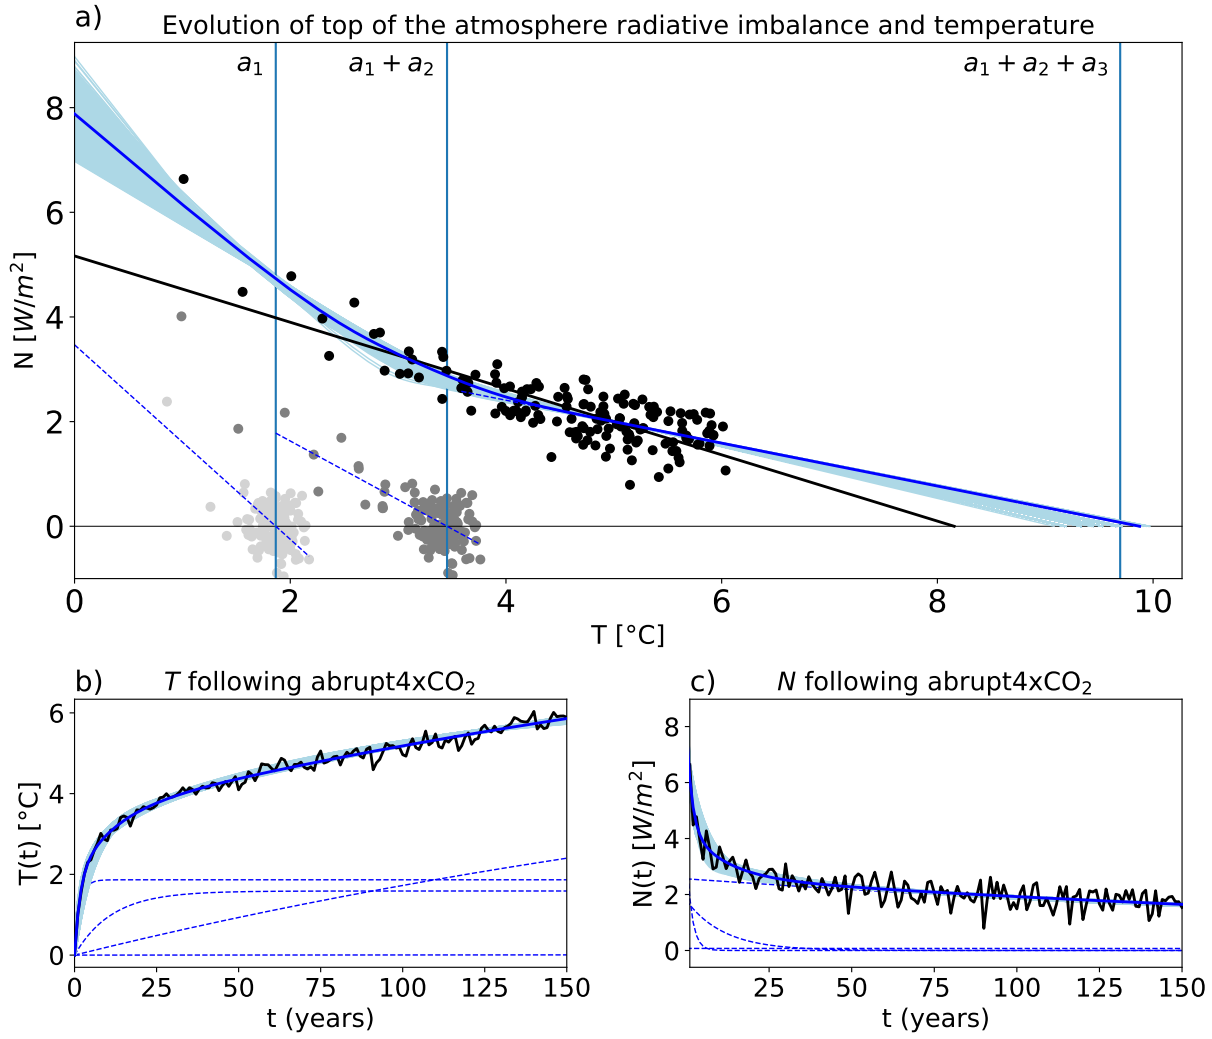 a)
Evolution of top of the atmosphere radiative imbalance and temperature
a₁
a₁ + a₂
a₁ + a₂ + a₃
8
6
4
2
0
N [W/m²]
0 2 4 6 8 10
T [°C]
b)
T following abrupt4xCO₂
6
4
2
0
T(t) [°C]
0 25 50 75 100 125 150
t (years)
c)
N following abrupt4xCO₂
8
6
4
2
0
N(t) [W/m²]
25 50 75 100 125 150
t (years)